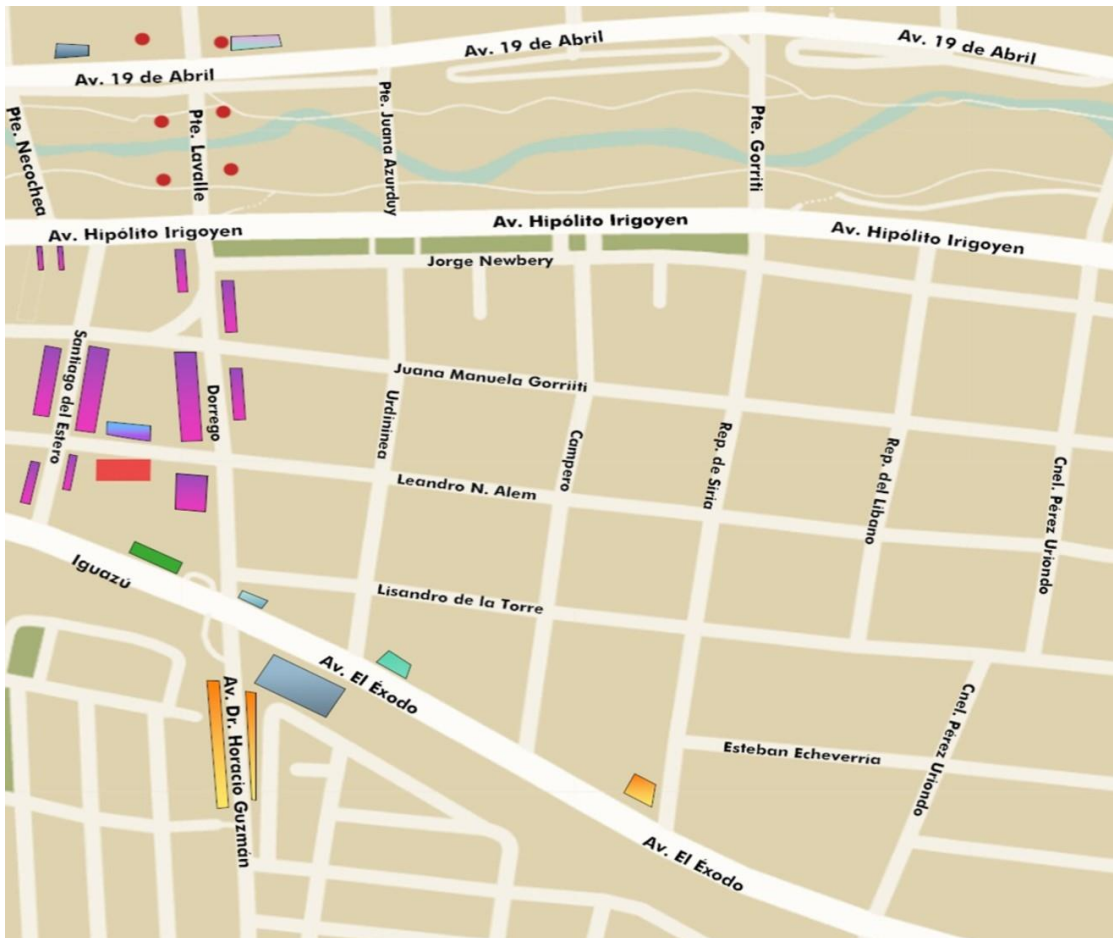 Av. 19 de Abril
Av. 19 de Abril
Av. 19 de Abril
Pte. Necochea
Pte. Lavalle
Pte. Juana Azurduy
Pte. Gorriti
Av. Hipólito Irigoyen
Av. Hipólito Irigoyen
Av. Hipólito Irigoyen
Jorge Newbery
Santiago del Estero
Dorrego
Juana Manuela Gorriiti
Urdininea
Campero
Rep. de Siria
Rep. del Líbano
Cnel. Pérez Uriondo
Leandro N. Alem
Iguazú
Lisandro de la Torre
Av. El Éxodo
Av. Dr. Horacio Guzmán
Esteban Echeverria
Cnel. Pérez Uriondo
Av. El Éxodo